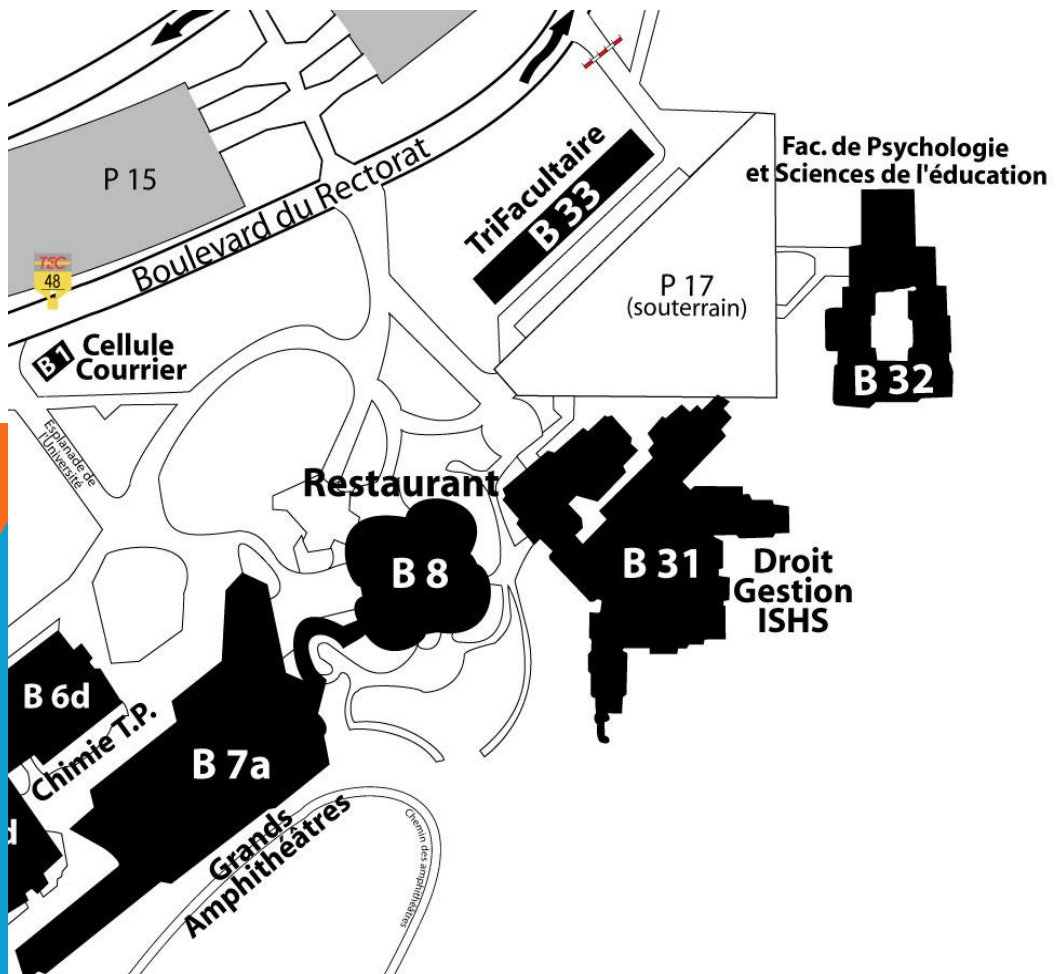 P 15
Boulevard du Rectorat
TEC
48
TriFacultaire
B 33
Fac. de Psychologie
et Sciences de l'éducation
P 17
(souterrain)
B 32
B 1
Cellule
Courrier
Esplanade de
l'Université
Restaurant
B 8
B 31
Droit
Gestion
ISHS
B 6d
Chimie T.P.
B 7a
d
Grands
Amphithéâtres
Chemin des amphithéâtres